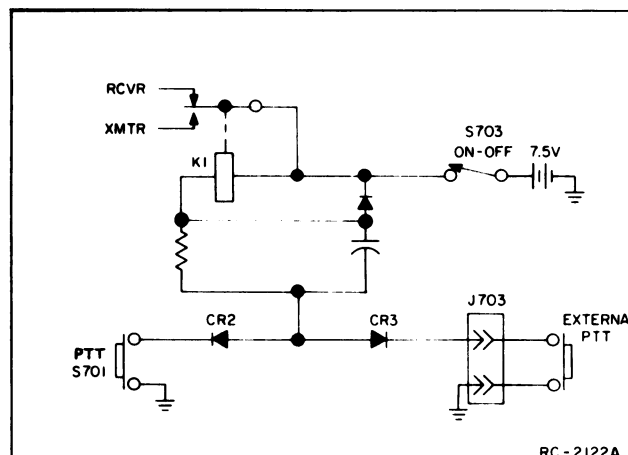 RCVR
XMTR
K1
S703
ON-OFF
7.5V
CR2
CR3
J703
EXTERNA
PTT
PTT
S701
RC-2122A